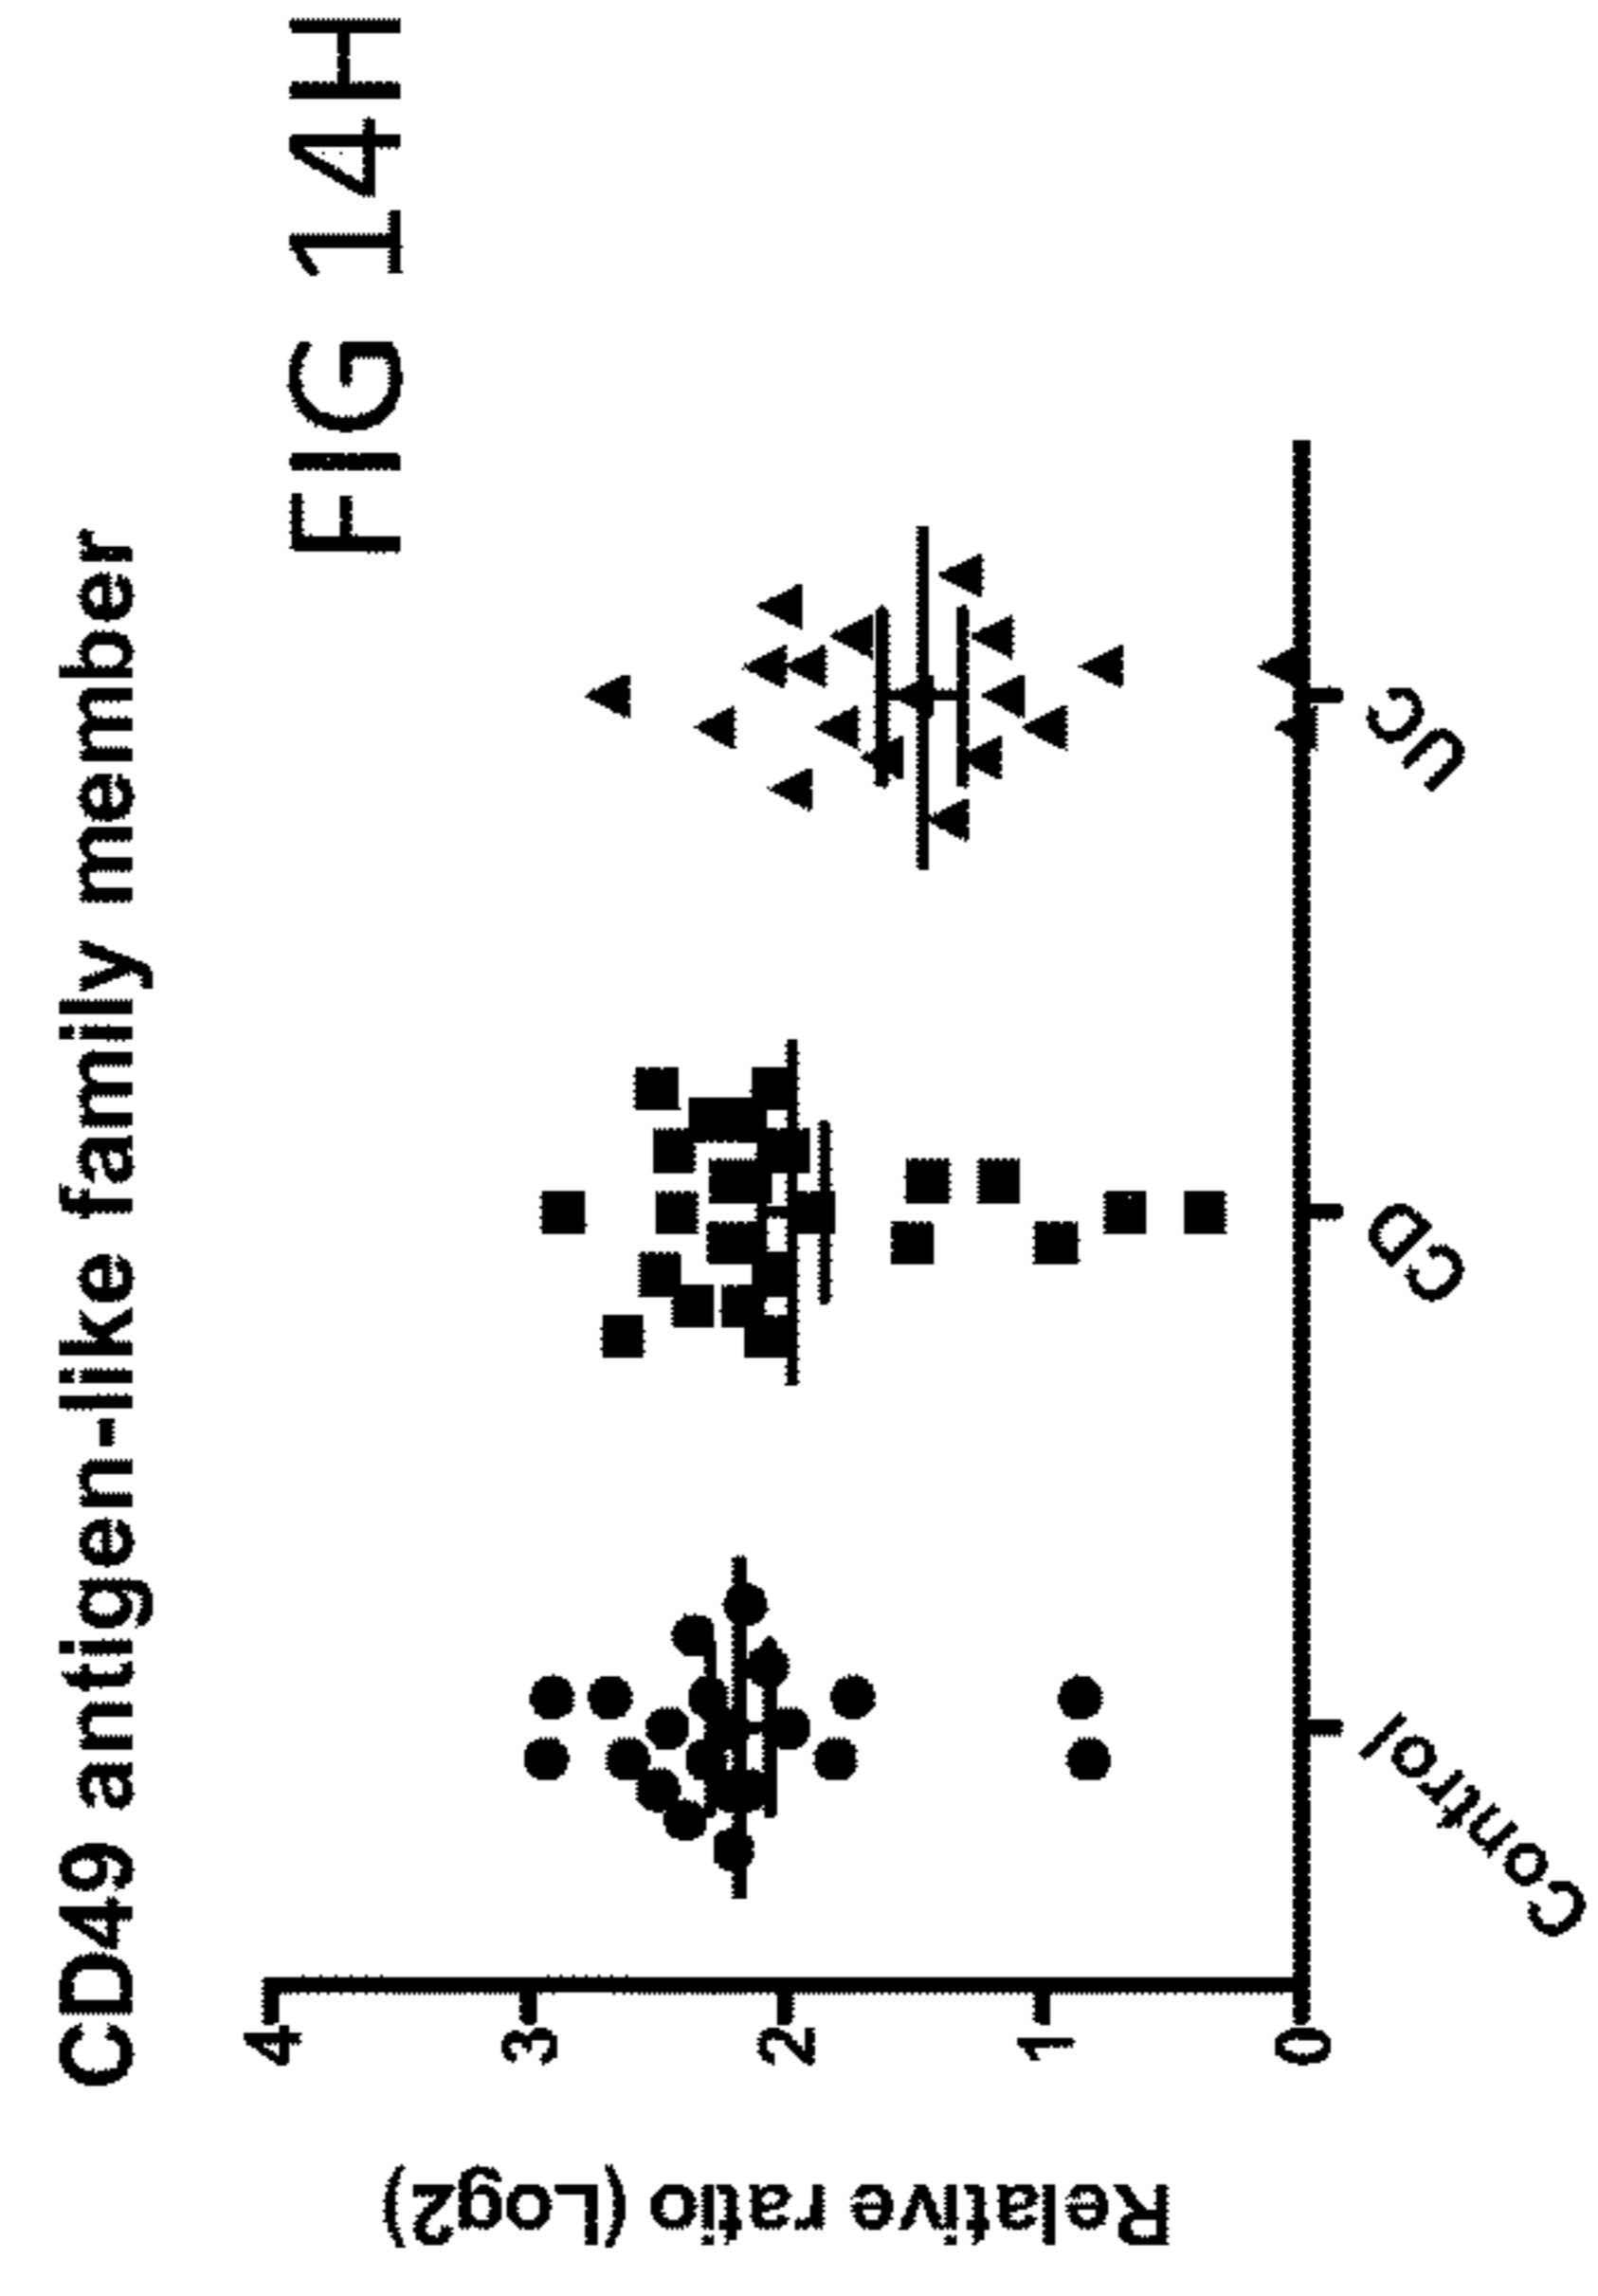 CD49 antigen-like family member
FIG 14H
Relative ratio (Log2)
4
3
2
1
0
Control
CD
UC